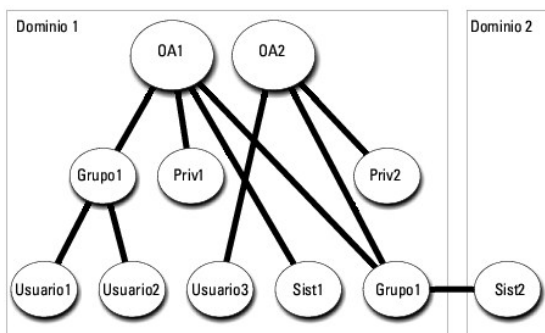 Dominio 1
Dominio 2
OA1
OA2
Grupo1
Priv1
Priv2
Usuario1
Usuario2
Usuario3
Sist1
Grupo1
Sist2